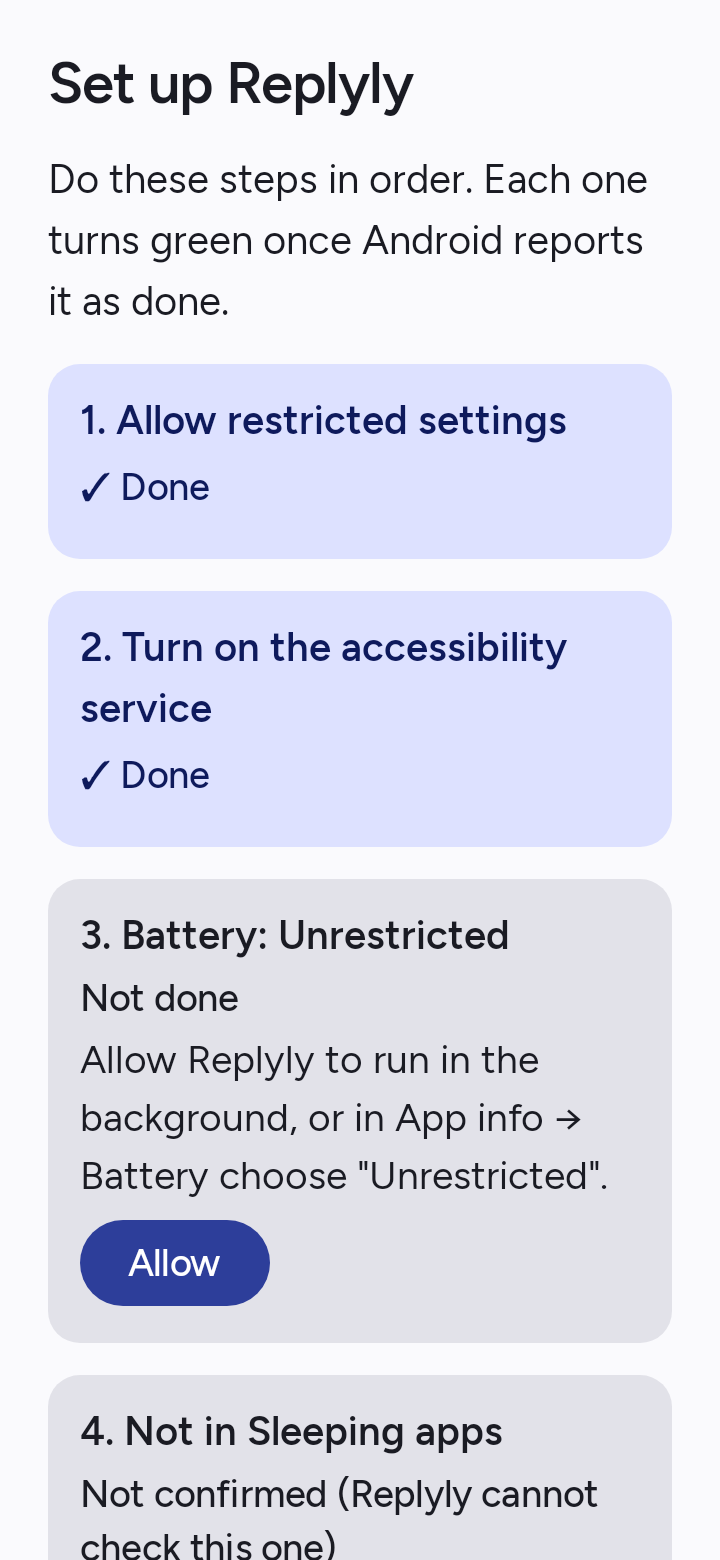 Set up Replyly
Do these steps in order. Each one
turns green once Android reports
it as done.
1. Allow restricted settings
✓ Done
2. Turn on the accessibility
service
✓ Done
3. Battery: Unrestricted
Not done
Allow Replyly to run in the
background, or in App info →
Battery choose "Unrestricted".
Allow
4. Not in Sleeping apps
Not confirmed (Replyly cannot
check this one)